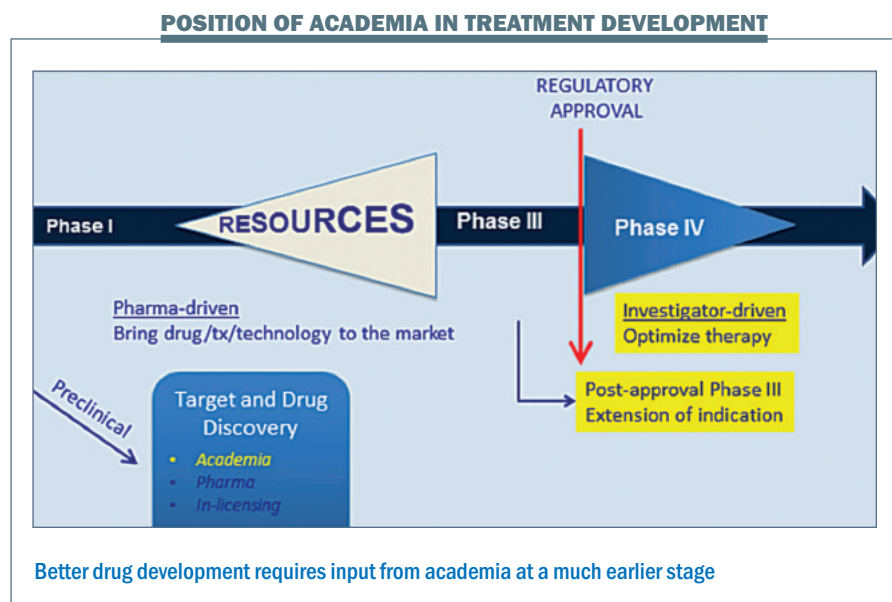 POSITION OF ACADEMIA IN TREATMENT DEVELOPMENT
REGULATORY
APPROVAL
Phase I
RESOURCES
Phase III
Phase IV
Pharma-driven
Bring drug/tx/technology to the market
Investigator-driven
Optimize therapy
Preclinical
Target and Drug
Discovery
• Academia
• Pharma
• In-licensing
Post-approval Phase III
Extension of indication
Better drug development requires input from academia at a much earlier stage